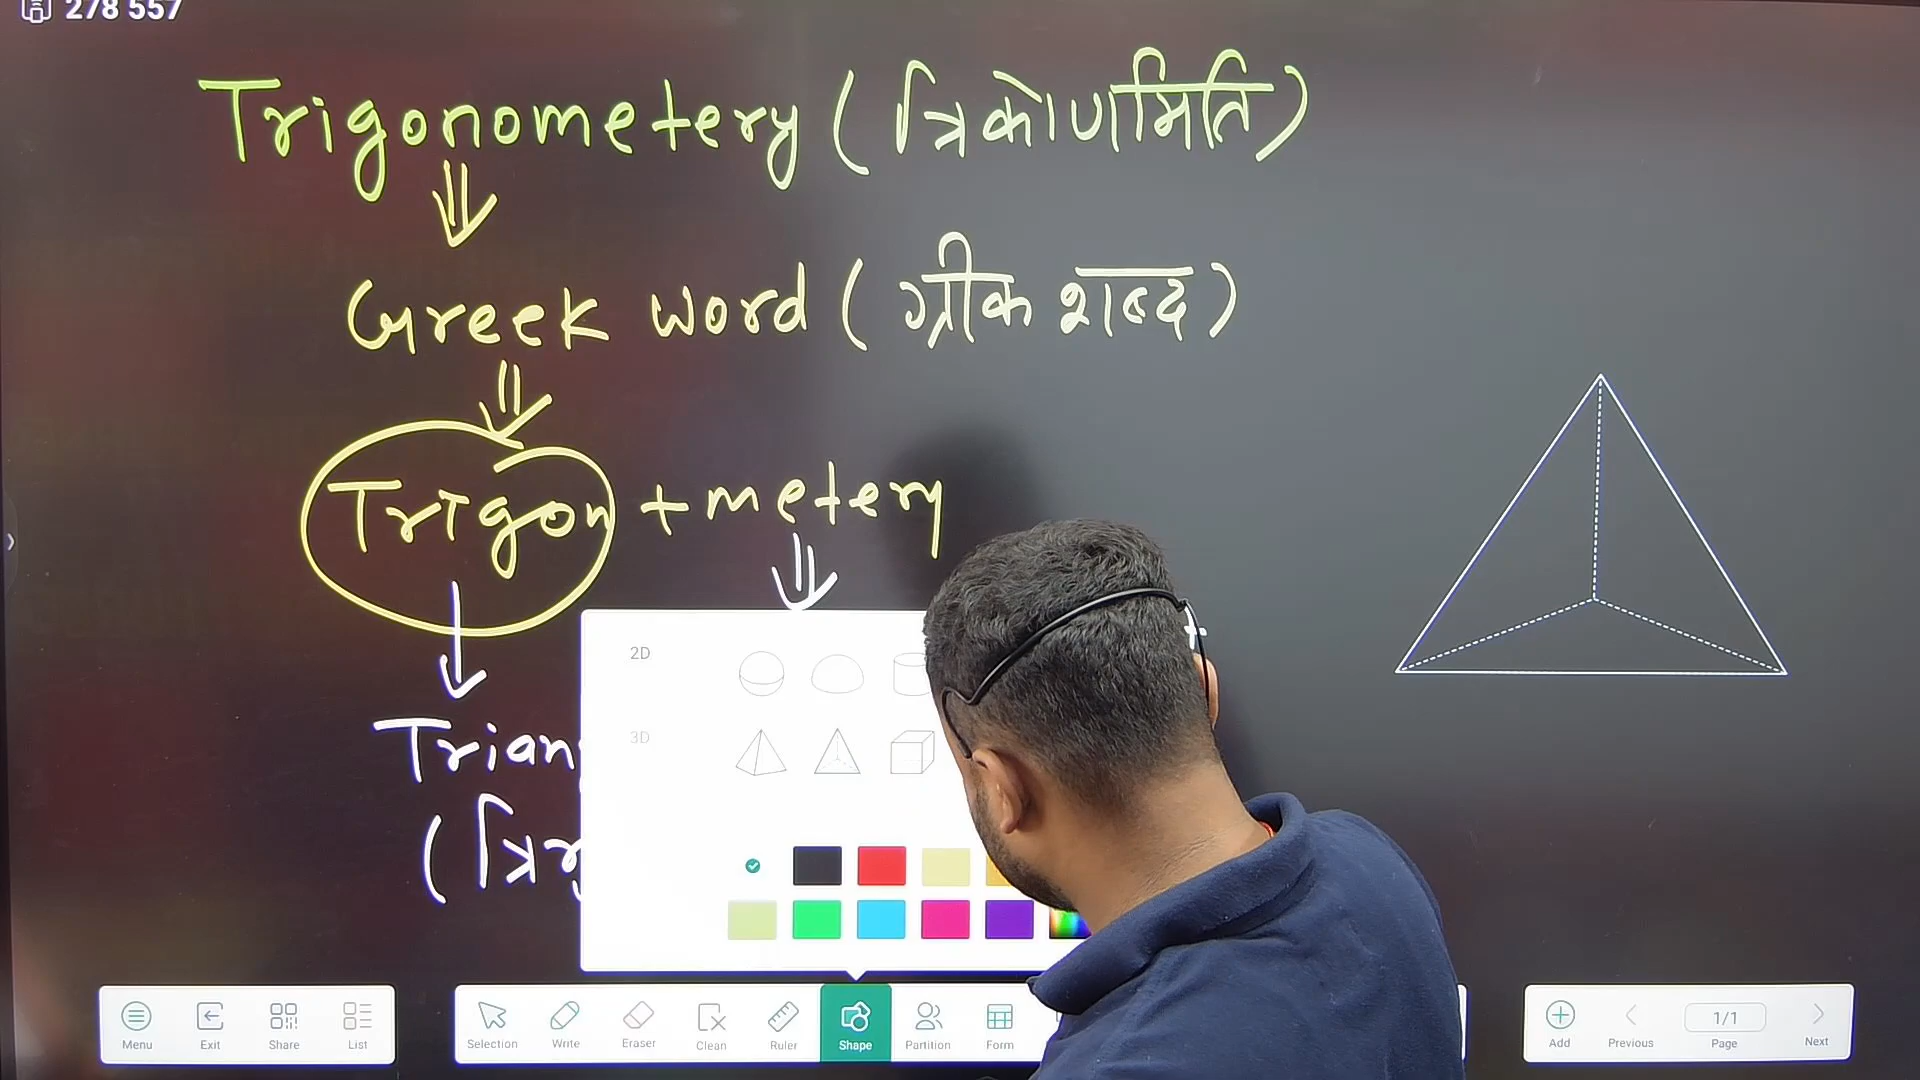 278 557
Trigonometery (त्रिकोणमिति)
Greek word (ग्रीक शब्द)
Trigon + metery
2D
3D
Menu Exit Share List
Selection Write Eraser Clean Ruler Shape Partition Form
Add Previous 1/1 Page Next